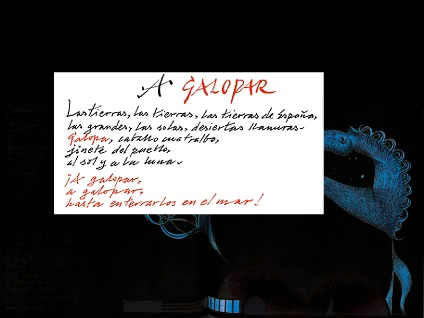 A GALOPAR
Las tierras, las tierras, las tierras de España,
las grandes, las solas, desiertas llanuras.
Galopa, caballo cuatralbo,
jinete del pueblo,
al sol y a la luna.
¡A galopar,
a galopar,
hasta enterrarlos en el mar!